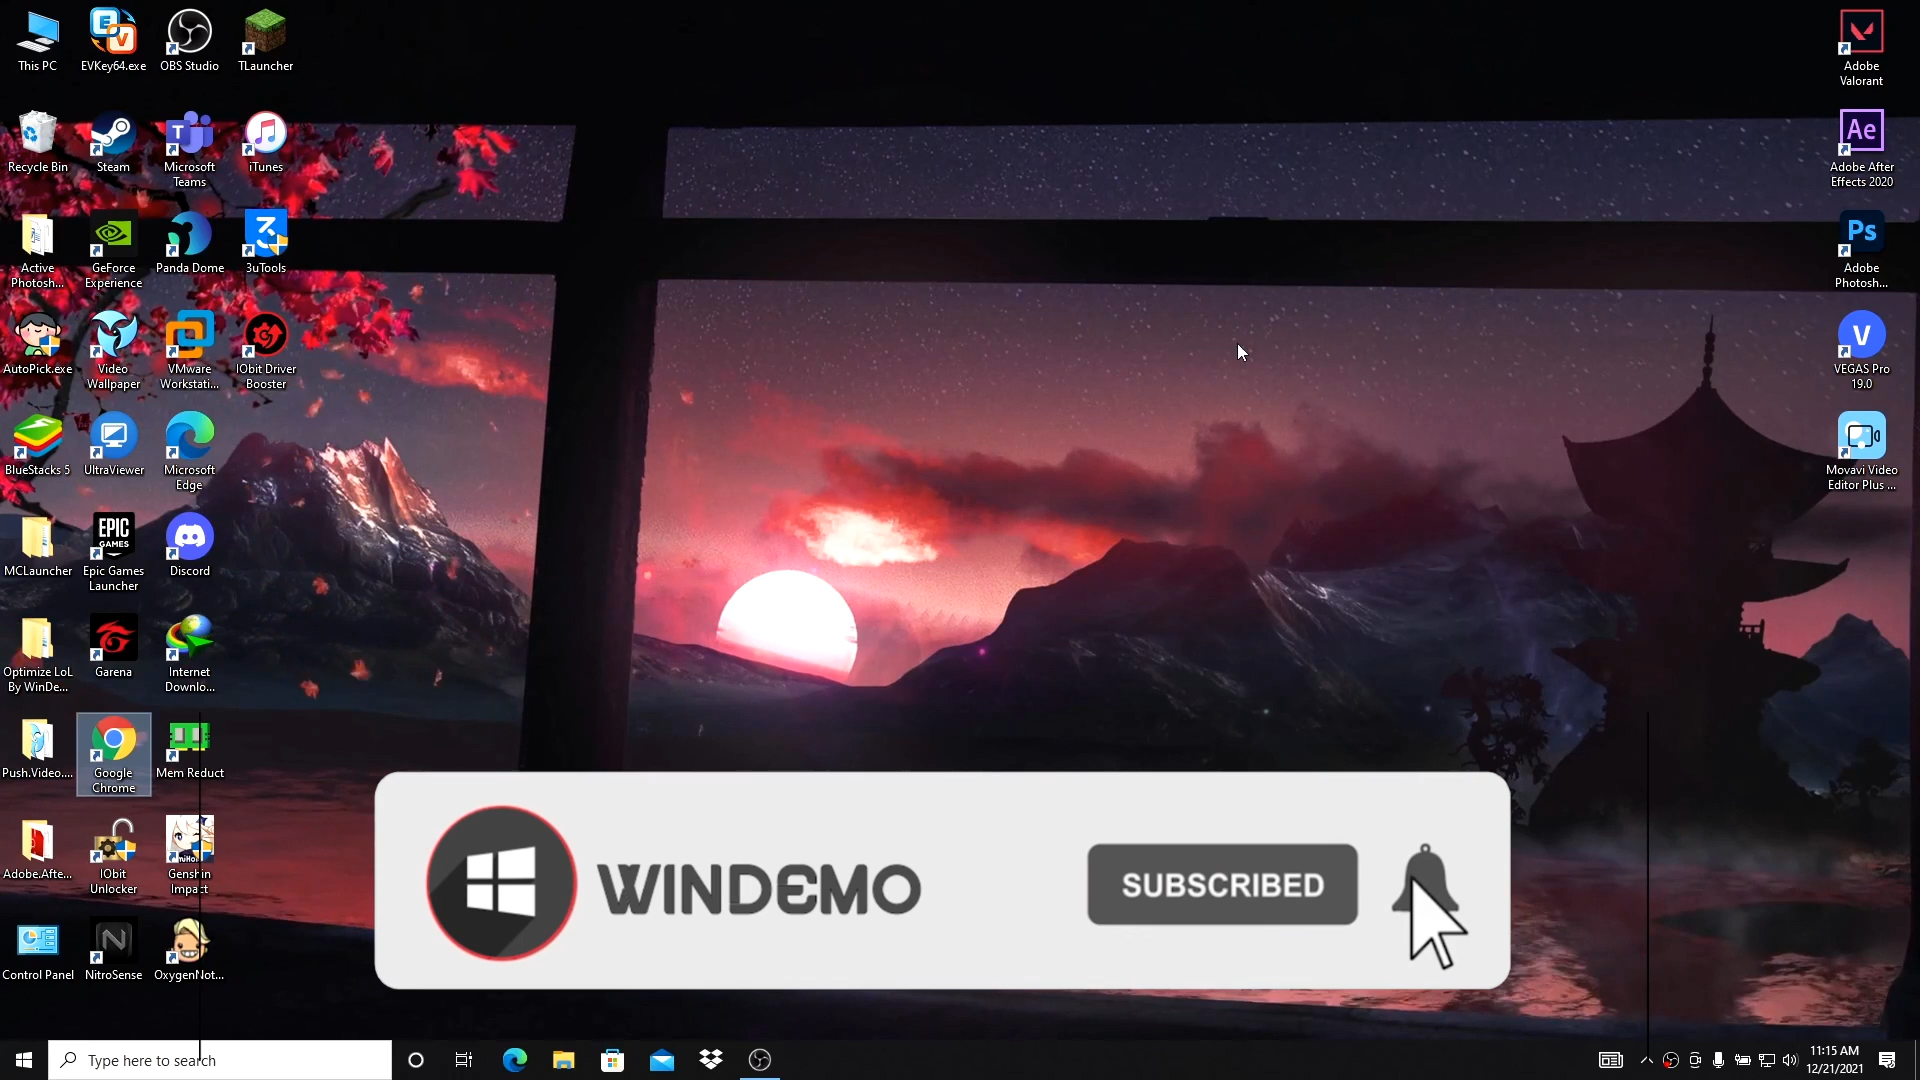 This PC
EVKey64.exe
OBS Studio
TLauncher
Recycle Bin
Steam
Microsoft
Teams
iTunes
Active
Photosh...
GeForce
Experience
Panda Dome
3uTools
AutoPick.exe
Video
Wallpaper
VMware
Workstati...
IObit Driver
Booster
BlueStacks 5
UltraViewer
Microsoft
Edge
MCLauncher
EPIC
GAMES
Epic Games
Launcher
Discord
Optimize LoL
By WinDe...
Garena
Internet
Downlo...
Push.Video....
Google
Chrome
Mem Reduct
Adobe.Afte...
IObit
Unlocker
Genshin
Impact
Control Panel
NitroSense
OxygenNot...
Adobe
Valorant
Ae
Adobe After
Effects 2020
Ps
Adobe
Photosh...
V
VEGAS Pro
19.0
Movavi Video
Editor Plus ...
WINDEMO
SUBSCRIBED
Type here to search
11:15 AM
12/21/2021